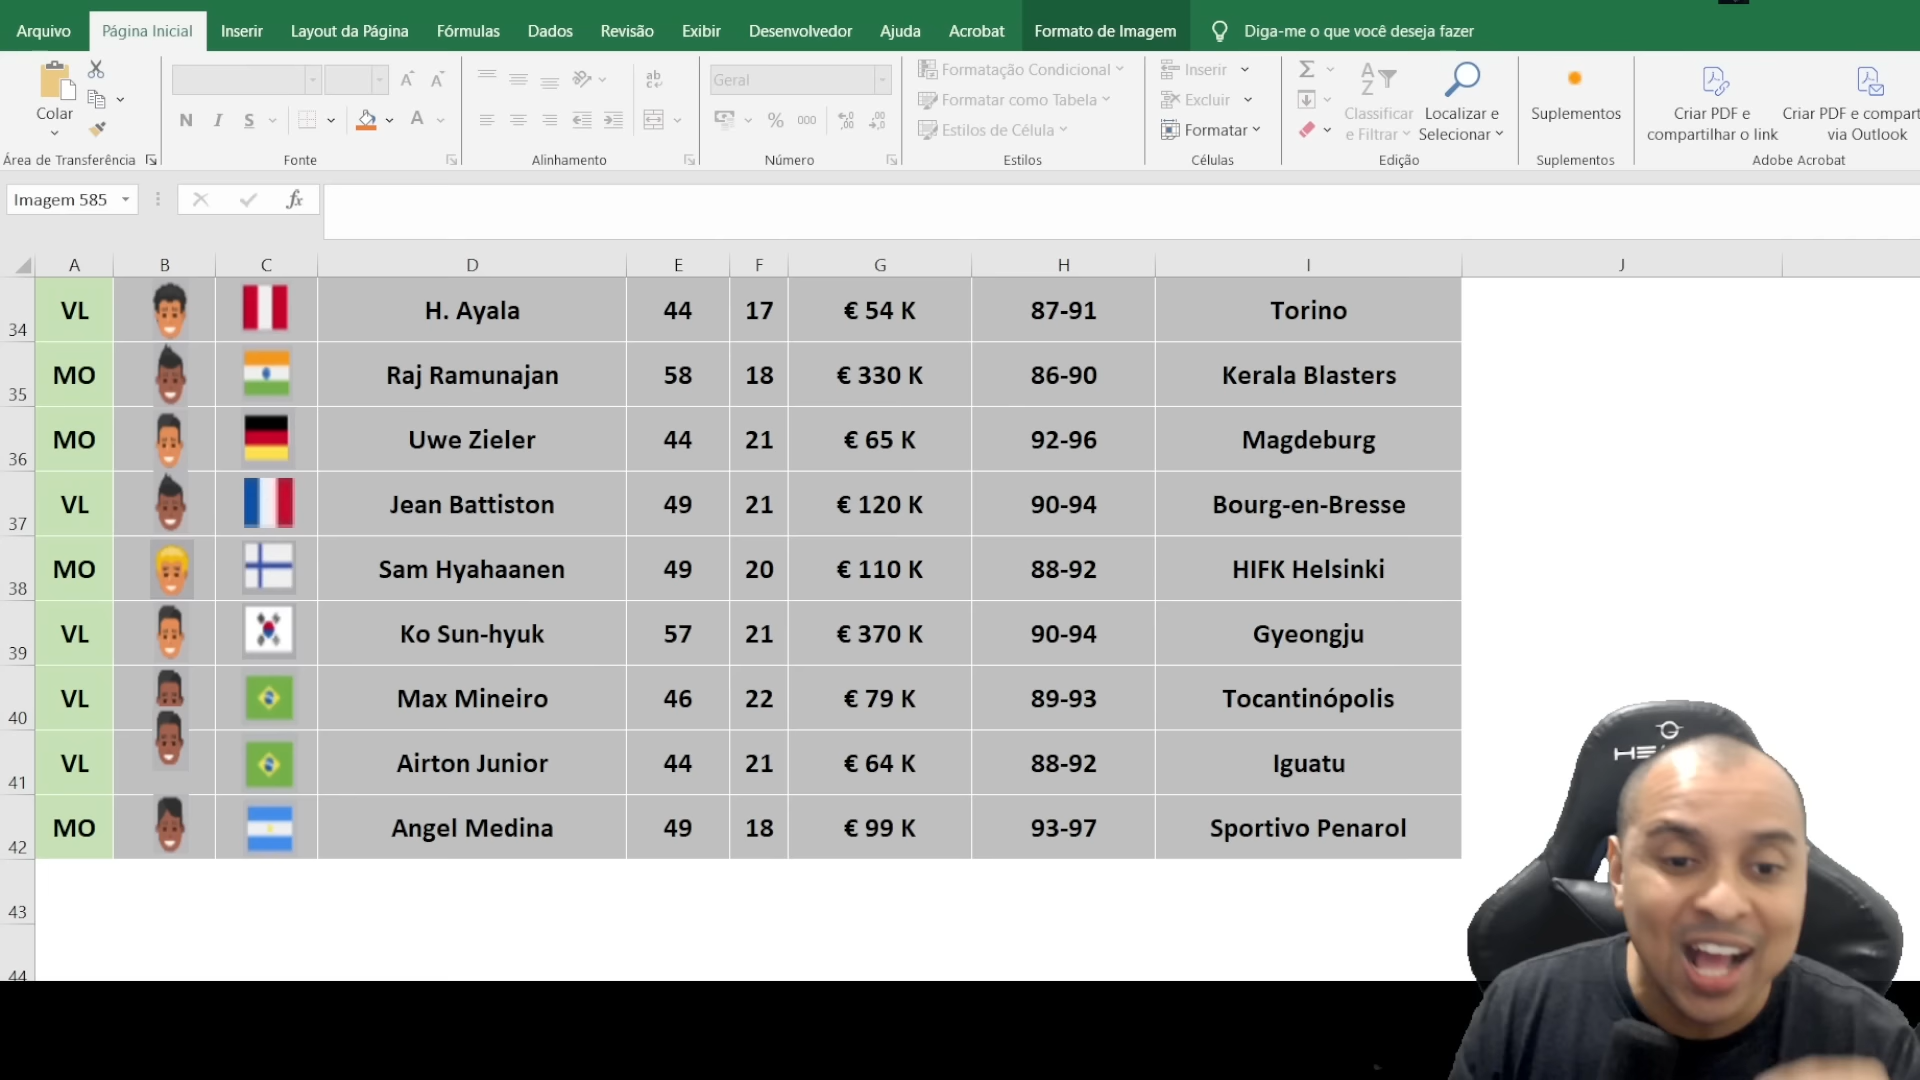 Arquivo Página Inicial Inserir Layout da Página Fórmulas Dados Revisão Exibir Desenvolvedor Ajuda Acrobat Formato de Imagem Diga-me o que você deseja fazer
Colar
Área de Transferência
N I S A
Fonte
ab
Alinhamento
Geral
% 000
Número
Formatação Condicional
Formatar como Tabela
Estilos de Célula
Estilos
Inserir
Excluir
Formatar
Células
Classificar e Filtrar
Localizar e Selecionar
Edição
Suplementos
Suplementos
Criar PDF e compartilhar o link
Criar PDF e compart
via Outlook
Adobe Acrobat
Imagem 585 fx
A B C D E F G H I J
34 VL H. Ayala 44 17 € 54 K 87-91 Torino
35 MO Raj Ramunajan 58 18 € 330 K 86-90 Kerala Blasters
36 MO Uwe Zieler 44 21 € 65 K 92-96 Magdeburg
37 VL Jean Battiston 49 21 € 120 K 90-94 Bourg-en-Bresse
38 MO Sam Hyahaanen 49 20 € 110 K 88-92 HIFK Helsinki
39 VL Ko Sun-hyuk 57 21 € 370 K 90-94 Gyeongju
40 VL Max Mineiro 46 22 € 79 K 89-93 Tocantinópolis
41 VL Airton Junior 44 21 € 64 K 88-92 Iguatu
42 MO Angel Medina 49 18 € 99 K 93-97 Sportivo Penarol
43
44